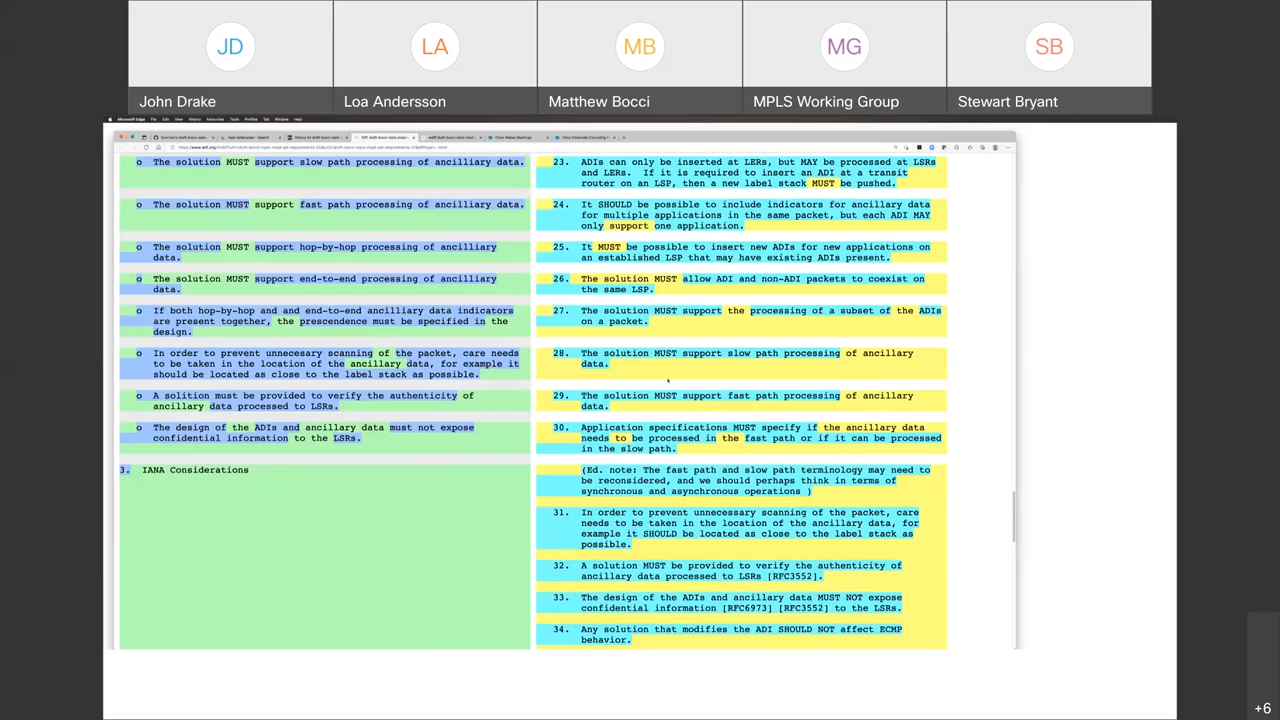 JD
LA
MB
MG
SB
John Drake
Loa Andersson
Matthew Bocci
MPLS Working Group
Stewart Bryant
Microsoft Edge File Edit View History Favourites Tools Profiles Tab Window Help
o The solution MUST support slow path processing of ancilliary data.
o The solution MUST support fast path processing of ancilliary data.
o The solution MUST support hop-by-hop processing of ancilliary
data.
o The solution MUST support end-to-end processing of ancilliary
data.
o If both hop-by-hop and and end-to-end ancilliary data indicators
are present together, the prescendence must be specified in the
design.
o In order to prevent unnecesary scanning of the packet, care needs
to be taken in the location of the ancillary data, for example it
should be located as close to the label stack as possible.
o A solition must be provided to verify the authenticity of
ancillary data processed to LSRs.
o The design of the ADIs and ancillary data must not expose
confidential information to the LSRs.
3. IANA Considerations
23. ADIs can only be inserted at LERs, but MAY be processed at LSRs
and LERs. If it is required to insert an ADI at a transit
router on an LSP, then a new label stack MUST be pushed.
24. It SHOULD be possible to include indicators for ancillary data
for multiple applications in the same packet, but each ADI MAY
only support one application.
25. It MUST be possible to insert new ADIs for new applications on
an established LSP that may have existing ADIs present.
26. The solution MUST allow ADI and non-ADI packets to coexist on
the same LSP.
27. The solution MUST support the processing of a subset of the ADIs
on a packet.
28. The solution MUST support slow path processing of ancillary
data.
29. The solution MUST support fast path processing of ancillary
data.
30. Application specifications MUST specify if the ancillary data
needs to be processed in the fast path or if it can be processed
in the slow path.
(Ed. note: The fast path and slow path terminology may need to
be reconsidered, and we should perhaps think in terms of
synchronous and asynchronous operations )
31. In order to prevent unnecessary scanning of the packet, care
needs to be taken in the location of the ancillary data, for
example it SHOULD be located as close to the label stack as
possible.
32. A solution MUST be provided to verify the authenticity of
ancillary data processed to LSRs [RFC3552].
33. The design of the ADIs and ancillary data MUST NOT expose
confidential information [RFC6973] [RFC3552] to the LSRs.
34. Any solution that modifies the ADI SHOULD NOT affect ECMP
behavior.
+6